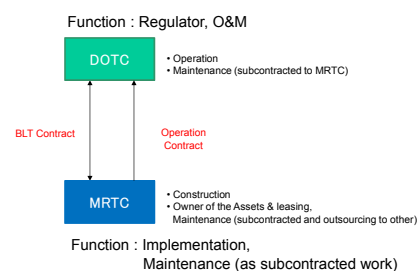 Function : Regulator, O&M
DOTC
• Operation
• Maintenance (subcontracted to MRTC)
BLT Contract
Operation
Contract
MRTC
• Construction
• Owner of the Assets & leasing,
Maintenance (subcontracted and outsourcing to other)
Function : Implementation,
Maintenance (as subcontracted work)